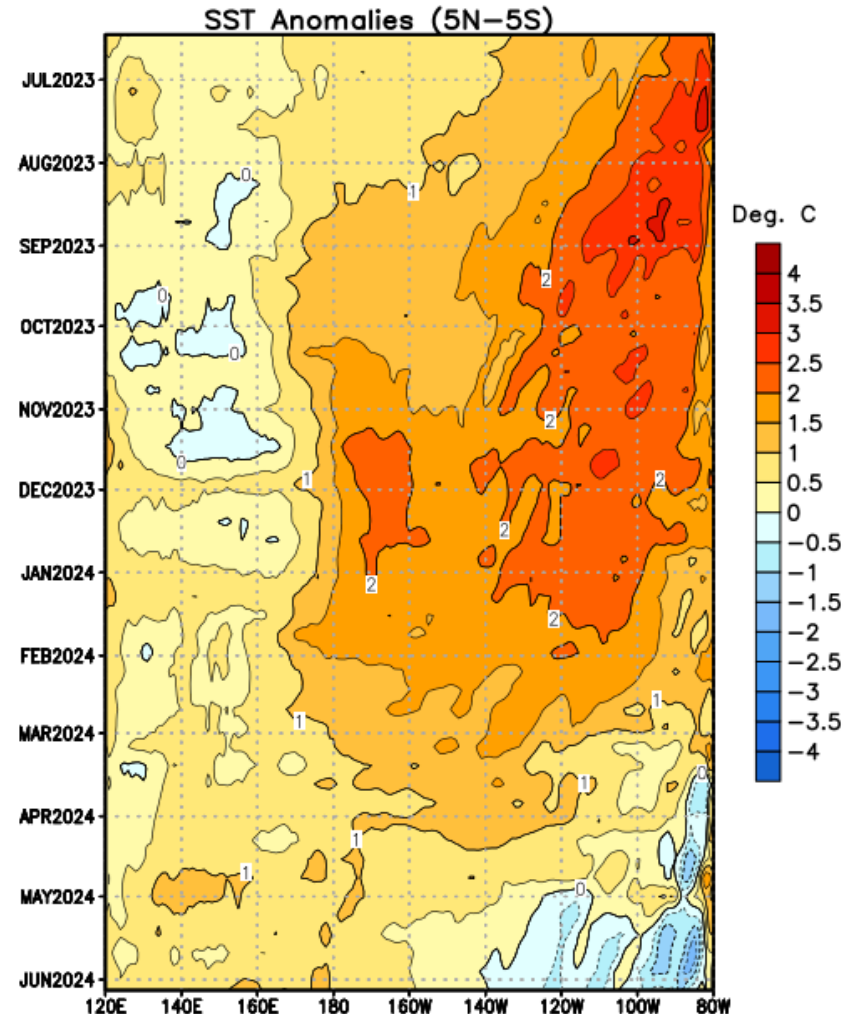 SST Anomalies (5N−5S)
JUL2023
AUG2023
0
1
Deg. C
SEP2023
4
2
0
3.5
OCT2023
3
0
2.5
2
NOV2023
2
1.5
0
1
1
2
DEC2023
0.5
0
2
−0.5
JAN2024
2
−1
2
−1.5
−2
FEB2024
−2.5
1
−3
1
MAR2024
−3.5
−4
0
1
APR2024
1
1
0
MAY2024
JUN2024
120E 140E 160E 180 160W 140W 120W 100W 80W